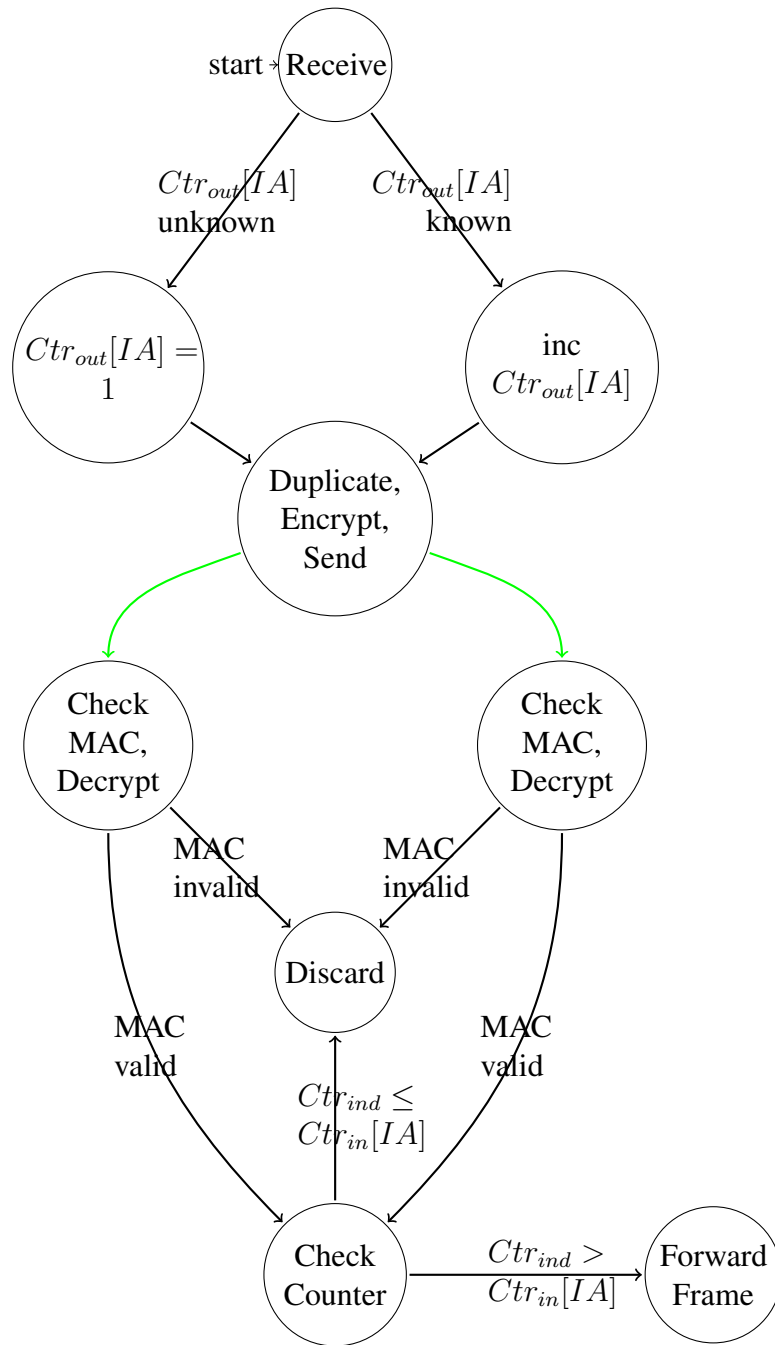 start
Receive
Ctr_out[IA]
unknown
Ctr_out[IA]
known
Ctr_out[IA] =
1
inc
Ctr_out[IA]
Duplicate,
Encrypt,
Send
Check
MAC,
Decrypt
Check
MAC,
Decrypt
MAC
invalid
MAC
invalid
Discard
MAC
valid
MAC
valid
Ctr_ind ≤
Ctr_in[IA]
Check
Counter
Ctr_ind >
Ctr_in[IA]
Forward
Frame